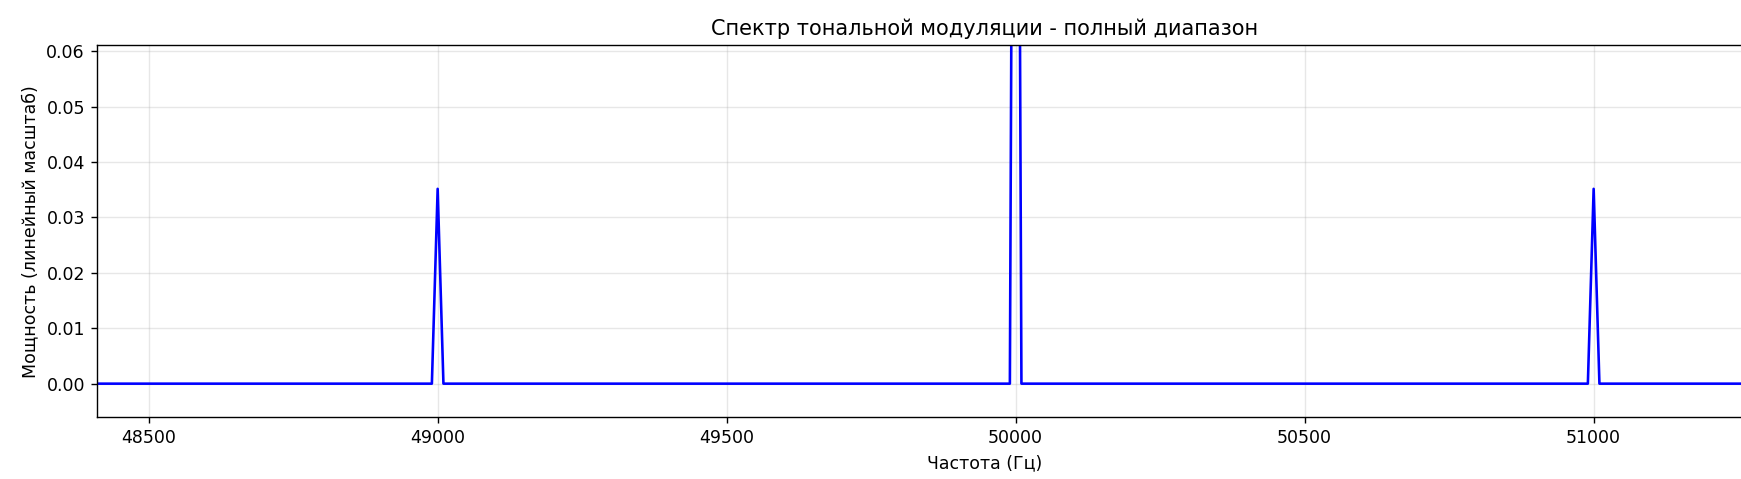 Спектр тональной модуляции - полный диапазон
Мощность (линейный масштаб)
0.06
0.05
0.04
0.03
0.02
0.01
0.00
48500 49000 49500 50000 50500 51000
Частота (Гц)